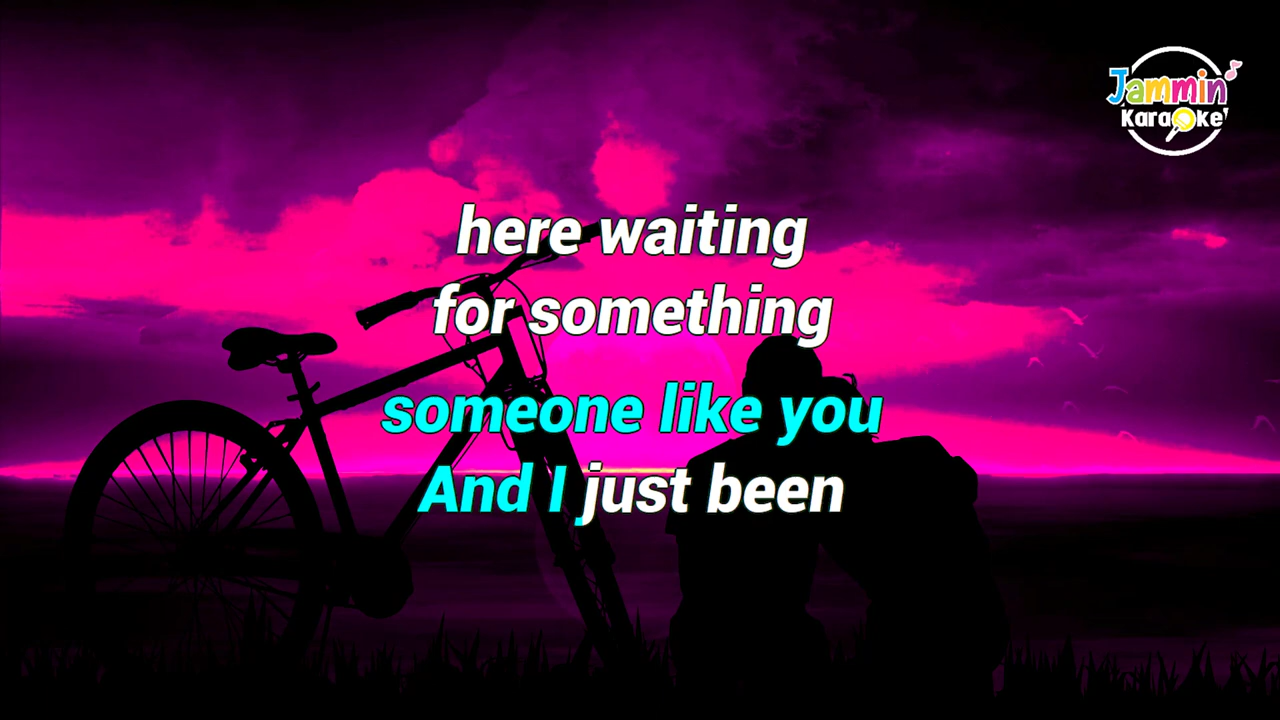 Jammin'
Karaoke
here waiting
for something
someone like you
And I just been